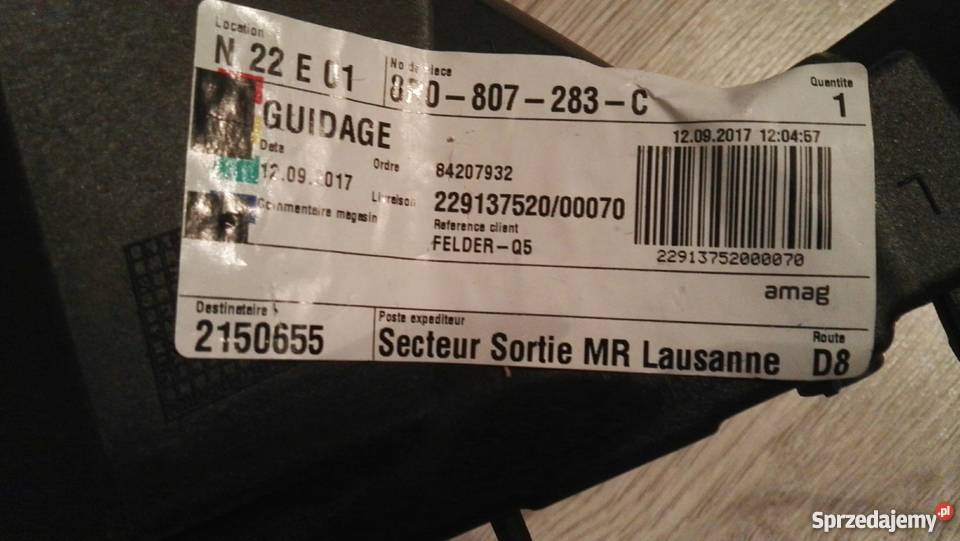 Location
N 22 E 01
No de piece
8R0-807-283-C
Quantite
1
GUIDAGE
12.09.2017 12:04:57
Data
12.09.2017
Ordre
84207932
Livraison
229137520/00070
Commentaire magasin
Reference client
FELDER-Q5
22913752000070
amag
Destinataire
2150655
Poste expediteur
Secteur Sortie MR Lausanne
Route
D8
L
Sprzedajemy.pl